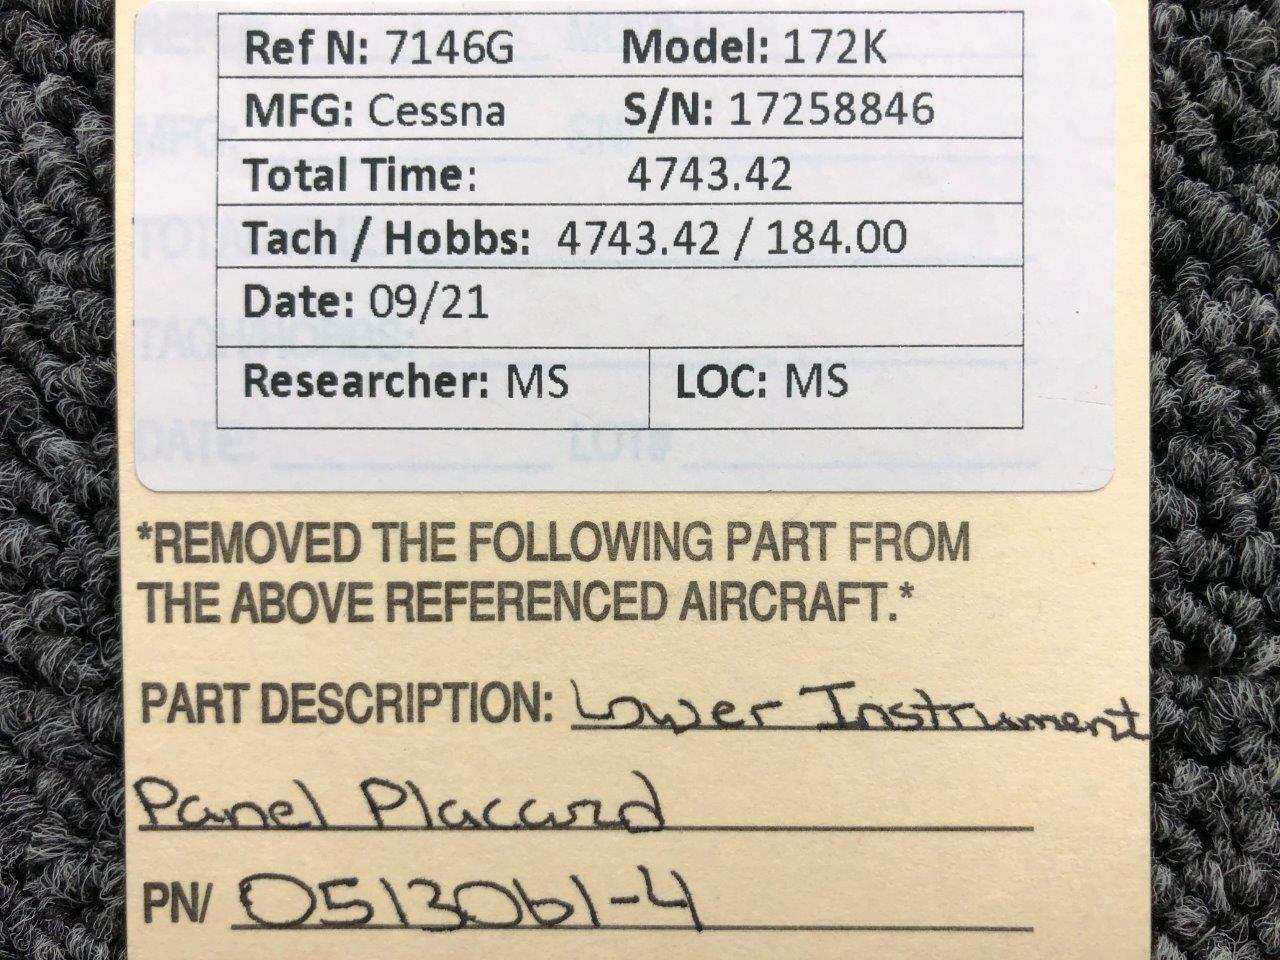 Ref N: 7146G Model: 172K
MFG: Cessna S/N: 17258846
Total Time: 4743.42
Tach / Hobbs: 4743.42 / 184.00
Date: 09/21
Researcher: MS LOC: MS
*REMOVED THE FOLLOWING PART FROM
THE ABOVE REFERENCED AIRCRAFT.*
PART DESCRIPTION: Lower Instrument
Panel Placard
PN/ 0513061-4